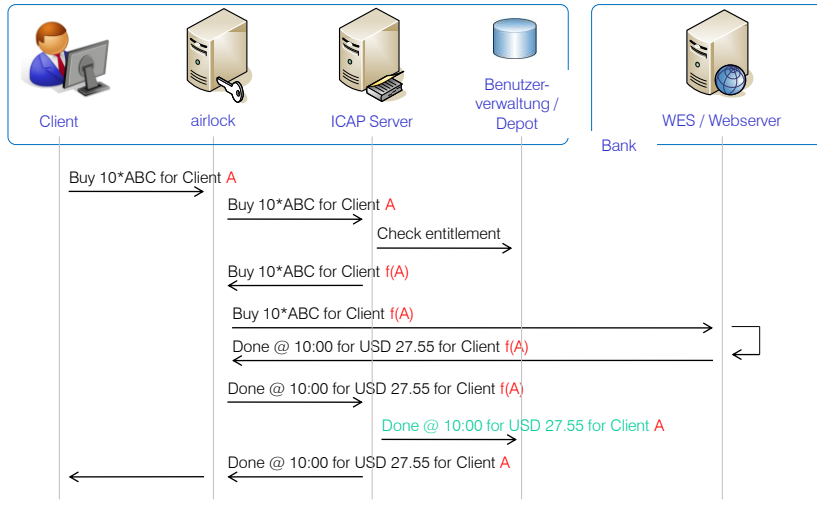 Benutzer-
verwaltung /
Depot
Client
airlock
ICAP Server
WES / Webserver
Bank
Buy 10*ABC for Client A
Buy 10*ABC for Client A
Check entitlement
Buy 10*ABC for Client f(A)
Buy 10*ABC for Client f(A)
Done @ 10:00 for USD 27.55 for Client f(A)
Done @ 10:00 for USD 27.55 for Client f(A)
Done @ 10:00 for USD 27.55 for Client A
Done @ 10:00 for USD 27.55 for Client A